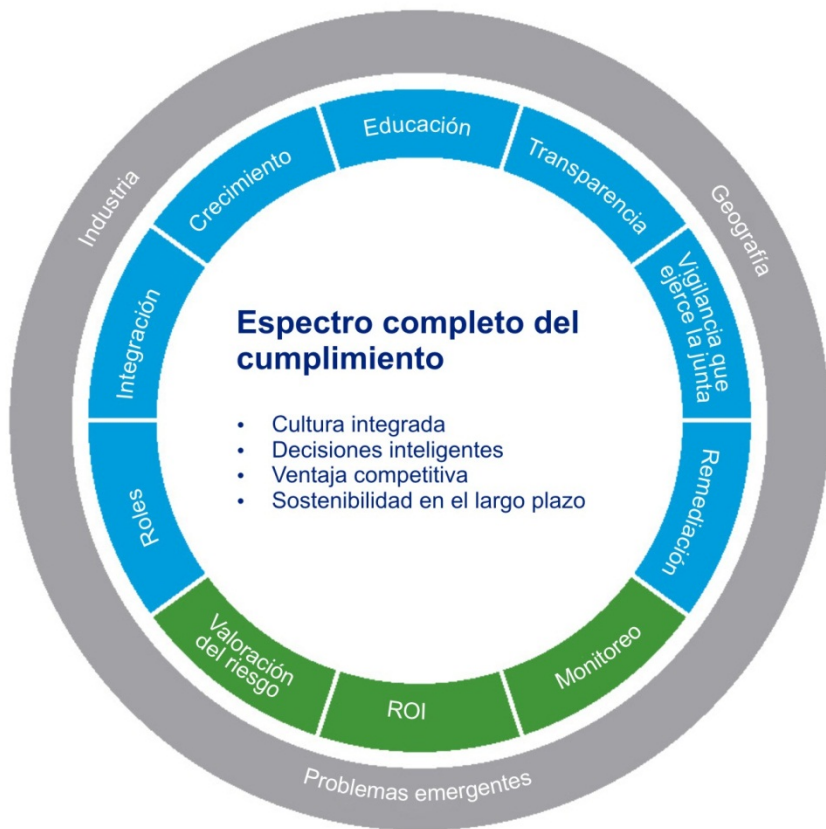 Industria
Geografía
Problemas emergentes
Educación
Transparencia
Vigilancia que
ejerce la junta
Remediación
Monitoreo
ROI
Valoración
del riesgo
Roles
Integración
Crecimiento
Espectro completo del
cumplimiento
• Cultura integrada
• Decisiones inteligentes
• Ventaja competitiva
• Sostenibilidad en el largo plazo